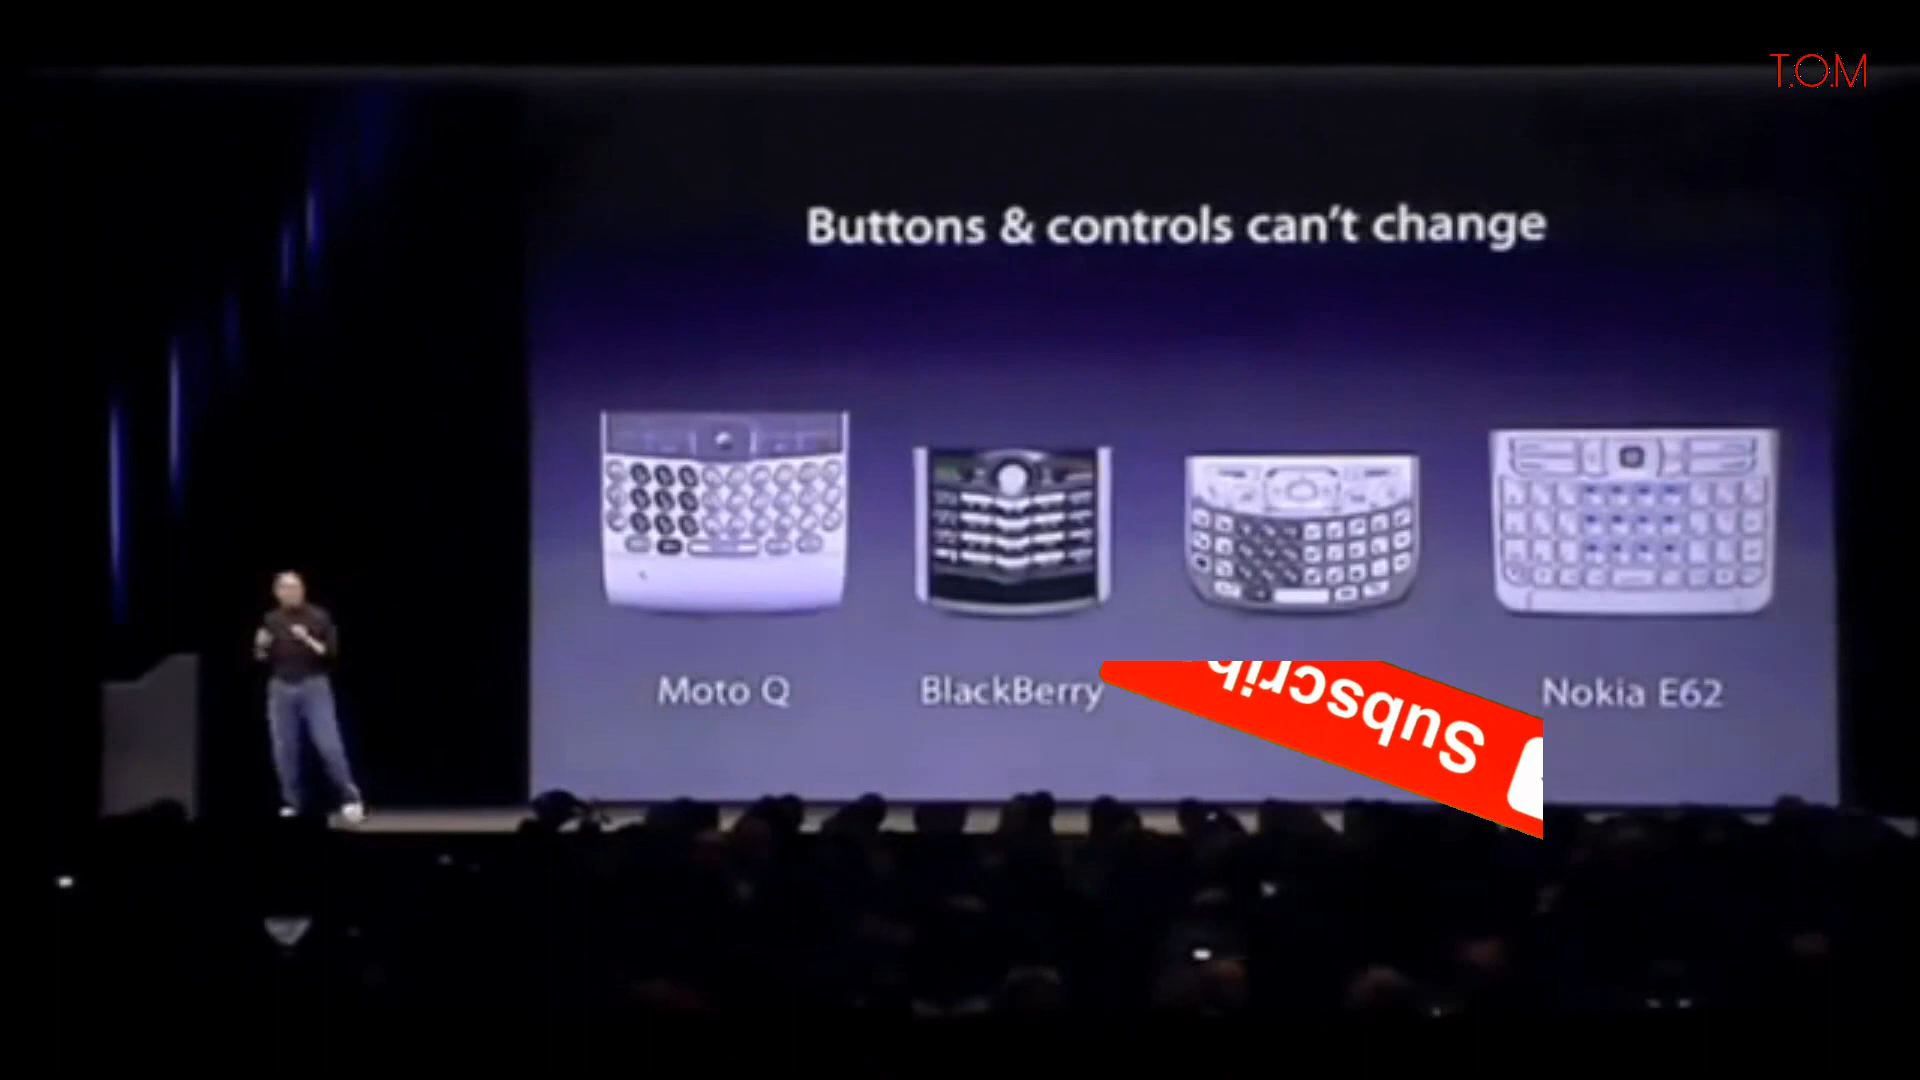 T.O.M
Buttons & controls can't change
Moto Q
BlackBerry
Nokia E62
Subscrib